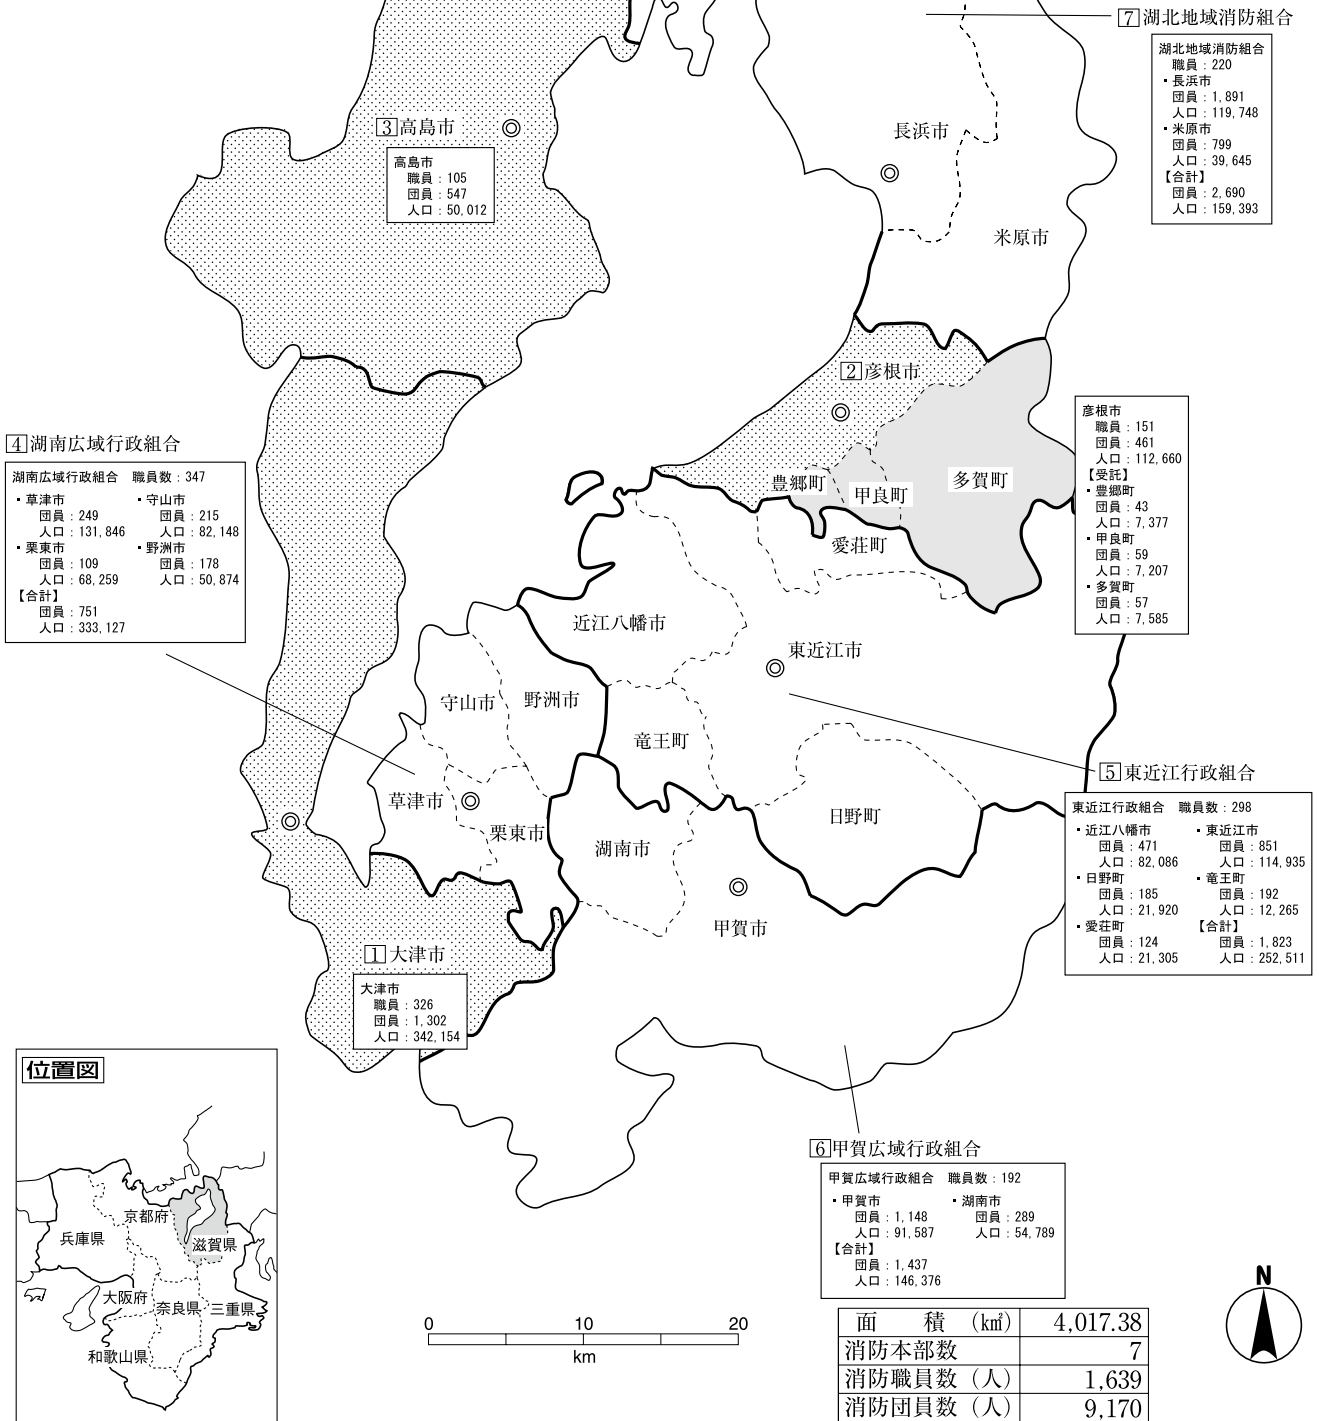 7 湖北地域消防組合
湖北地域消防組合
職員：220
・長浜市
団員：1,891
人口：119,748
・米原市
団員：799
人口：39,645
【合計】
団員：2,690
人口：159,393
3 高島市
高島市
職員：105
団員：547
人口：50,012
長浜市
米原市
2 彦根市
彦根市
職員：151
団員：461
人口：112,660
【受託】
・豊郷町
団員：43
人口：7,377
・甲良町
団員：59
人口：7,207
・多賀町
団員：57
人口：7,585
多賀町
豊郷町
甲良町
愛荘町
4 湖南広域行政組合
湖南広域行政組合　職員数：347
・草津市　・守山市
団員：249　団員：215
人口：131,846　人口：82,148
・栗東市　・野洲市
団員：109　団員：178
人口：68,259　人口：50,874
【合計】
団員：751
人口：333,127
近江八幡市
東近江市
守山市
野洲市
竜王町
草津市
栗東市
湖南市
日野町
甲賀市
5 東近江行政組合
東近江行政組合　職員数：298
・近江八幡市　・東近江市
団員：471　団員：851
人口：82,086　人口：114,935
・日野町　・竜王町
団員：185　団員：192
人口：21,920　人口：12,265
・愛荘町　【合計】
団員：124　団員：1,823
人口：21,305　人口：252,511
1 大津市
大津市
職員：326
団員：1,302
人口：342,154
6 甲賀広域行政組合
甲賀広域行政組合　職員数：192
・甲賀市　・湖南市
団員：1,148　団員：289
人口：91,587　人口：54,789
【合計】
団員：1,437
人口：146,376
位置図
京都府
兵庫県
滋賀県
大阪府
奈良県
三重県
和歌山県
0 10 20
km
N
面　積　（㎢） 4,017.38
消防本部数 7
消防職員数（人） 1,639
消防団員数（人） 9,170